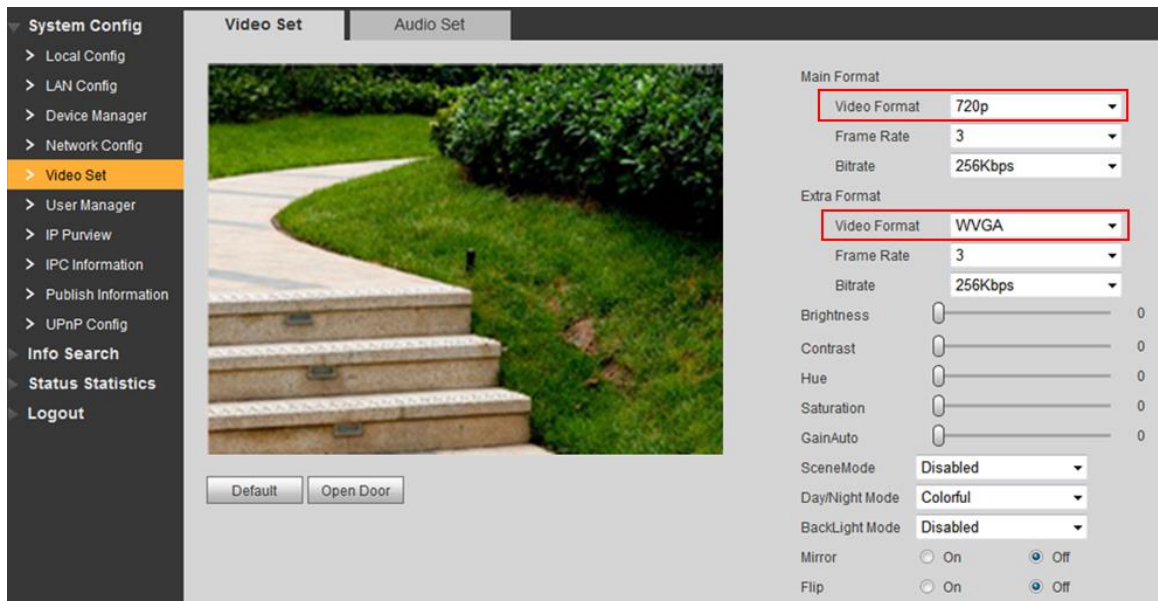 System Config
Local Config
LAN Config
Device Manager
Network Config
Video Set
User Manager
IP Purview
IPC Information
Publish Information
UPnP Config
Info Search
Status Statistics
Logout
Video Set
Audio Set
Default
Open Door
Main Format
Video Format 720p
Frame Rate 3
Bitrate 256Kbps
Extra Format
Video Format WVGA
Frame Rate 3
Bitrate 256Kbps
Brightness 0
Contrast 0
Hue 0
Saturation 0
GainAuto 0
SceneMode Disabled
Day/Night Mode Colorful
BackLight Mode Disabled
Mirror On Off
Flip On Off